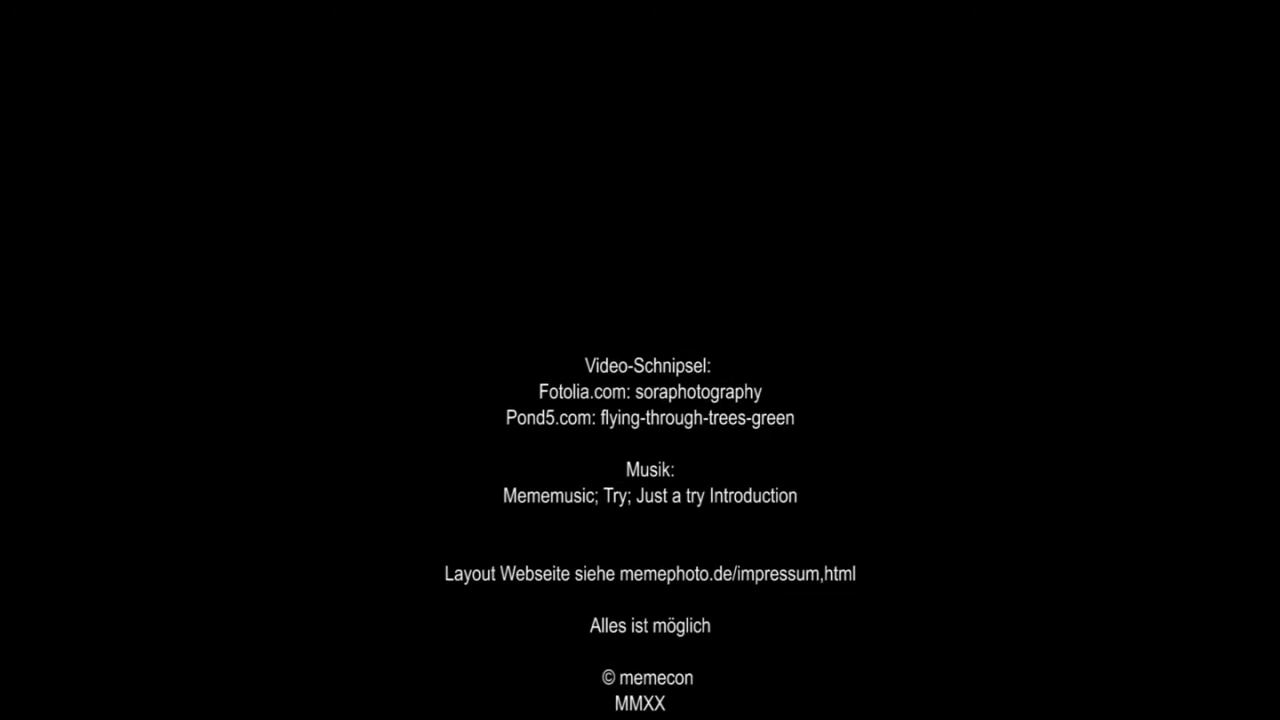 Video-Schnipsel:
Fotolia.com: soraphotography
Pond5.com: flying-through-trees-green
Musik:
Mememusic; Try; Just a try Introduction
Layout Webseite siehe memephoto.de/impressum,html
Alles ist möglich
© memecon
MMXX